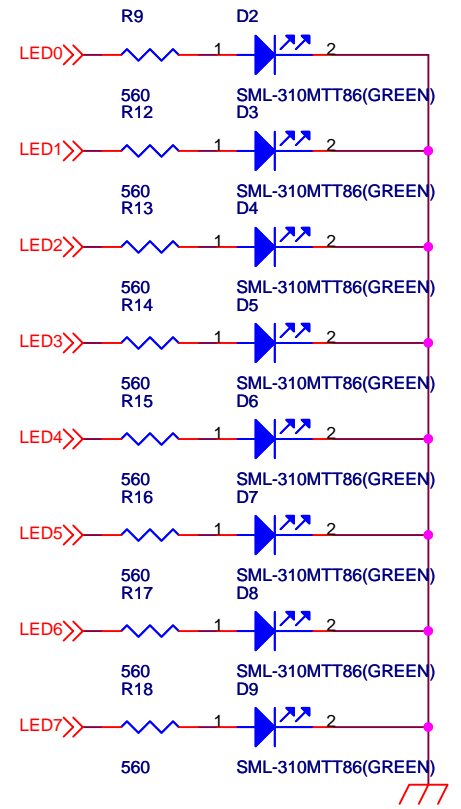 R9 D2
LED0 1 2
560 SML-310MTT86(GREEN)
R12 D3
LED1 1 2
560 SML-310MTT86(GREEN)
R13 D4
LED2 1 2
560 SML-310MTT86(GREEN)
R14 D5
LED3 1 2
560 SML-310MTT86(GREEN)
R15 D6
LED4 1 2
560 SML-310MTT86(GREEN)
R16 D7
LED5 1 2
560 SML-310MTT86(GREEN)
R17 D8
LED6 1 2
560 SML-310MTT86(GREEN)
R18 D9
LED7 1 2
560 SML-310MTT86(GREEN)